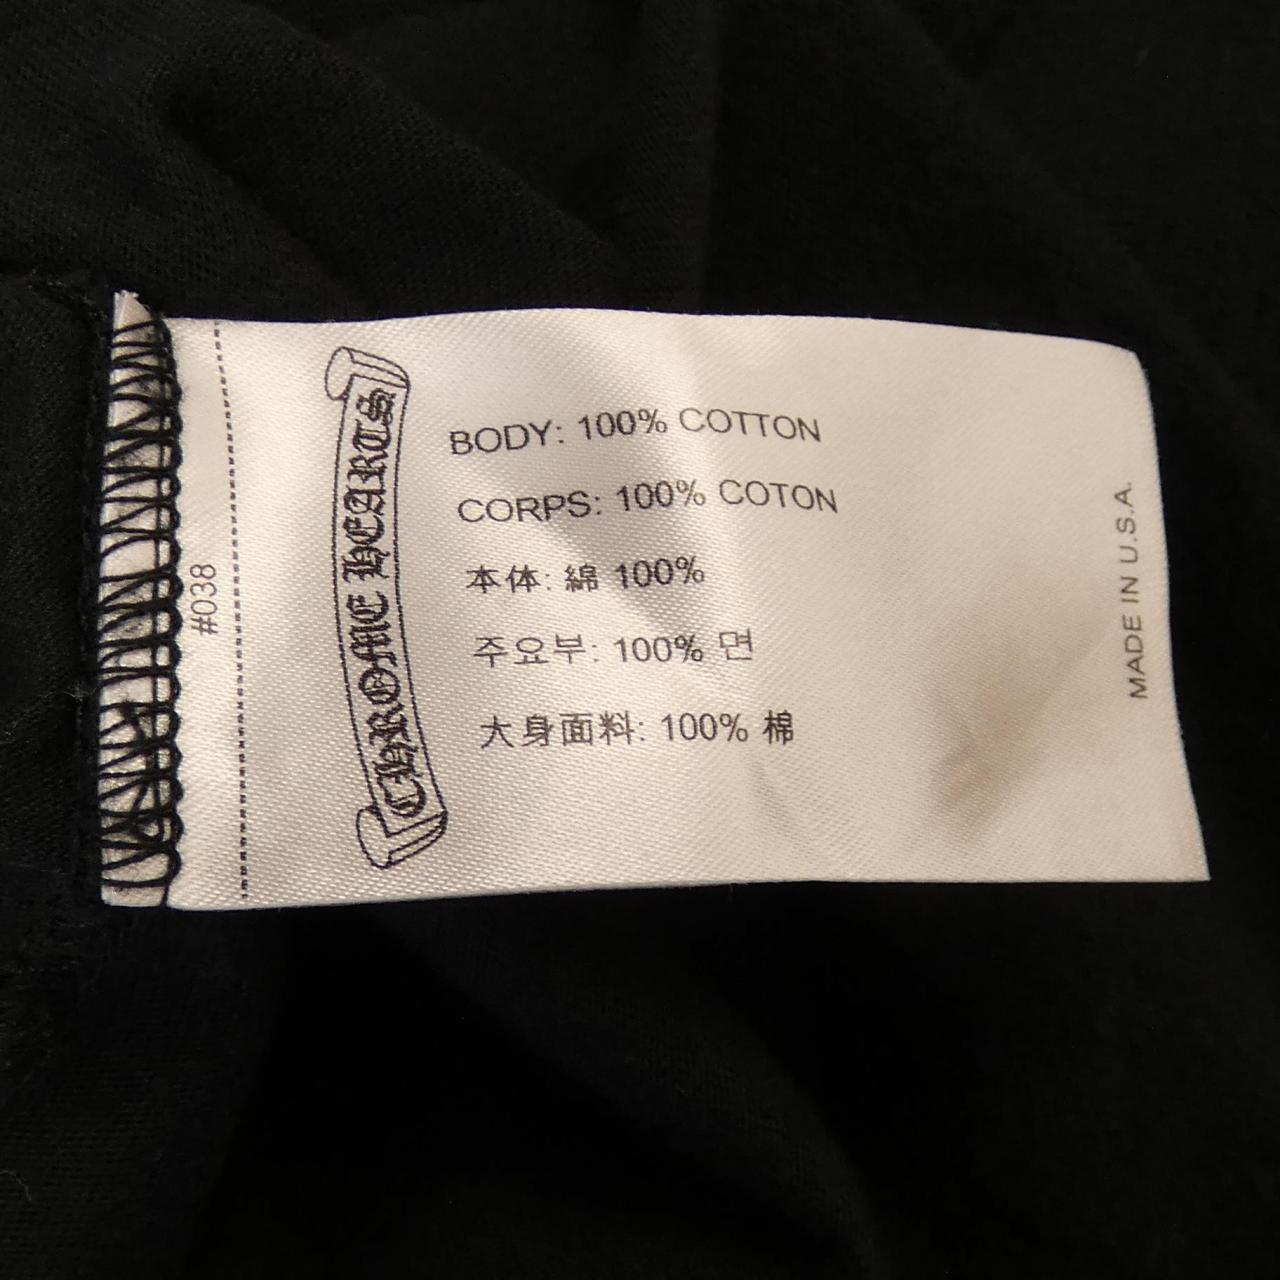 #038
CHROME HEARTS
BODY: 100% COTTON
CORPS: 100% COTON
本体: 綿 100%
주요부: 100% 면
大身面料: 100% 棉
MADE IN U.S.A.